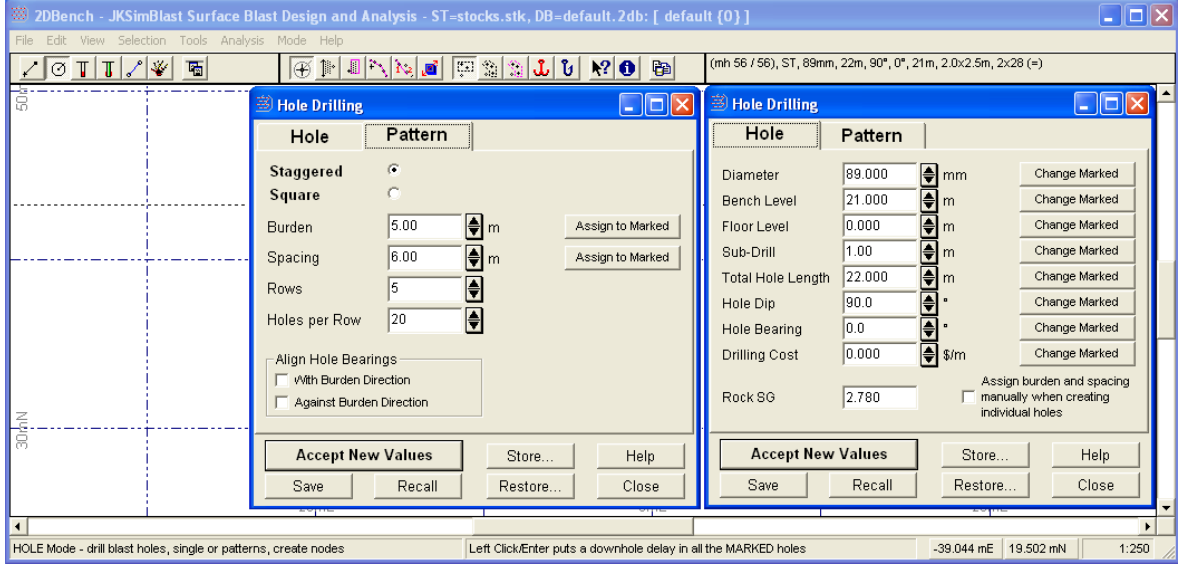 2DBench - JKSimBlast Surface Blast Design and Analysis - ST=stocks.stk, DB=default.2db: [ default {0} ]
File Edit View Selection Tools Analysis Mode Help
(mh 56 / 56), ST, 89mm, 22m, 90°, 0°, 21m, 2.0x2.5m, 2x28 (=)
50m
30mN
Hole Drilling
Hole Pattern
Staggered
Square
Burden 5.00 m Assign to Marked
Spacing 6.00 m Assign to Marked
Rows 5
Holes per Row 20
Align Hole Bearings
With Burden Direction
Against Burden Direction
Accept New Values Store... Help
Save Recall Restore... Close
Hole Drilling
Hole Pattern
Diameter 89.000 mm Change Marked
Bench Level 21.000 m Change Marked
Floor Level 0.000 m Change Marked
Sub-Drill 1.00 m Change Marked
Total Hole Length 22.000 m Change Marked
Hole Dip 90.0 ° Change Marked
Hole Bearing 0.0 ° Change Marked
Drilling Cost 0.000 $/m Change Marked
Rock SG 2.780
Assign burden and spacing
manually when creating
individual holes
Accept New Values Store... Help
Save Recall Restore... Close
HOLE Mode - drill blast holes, single or patterns, create nodes Left Click/Enter puts a downhole delay in all the MARKED holes -39.044 mE 19.502 mN 1:250